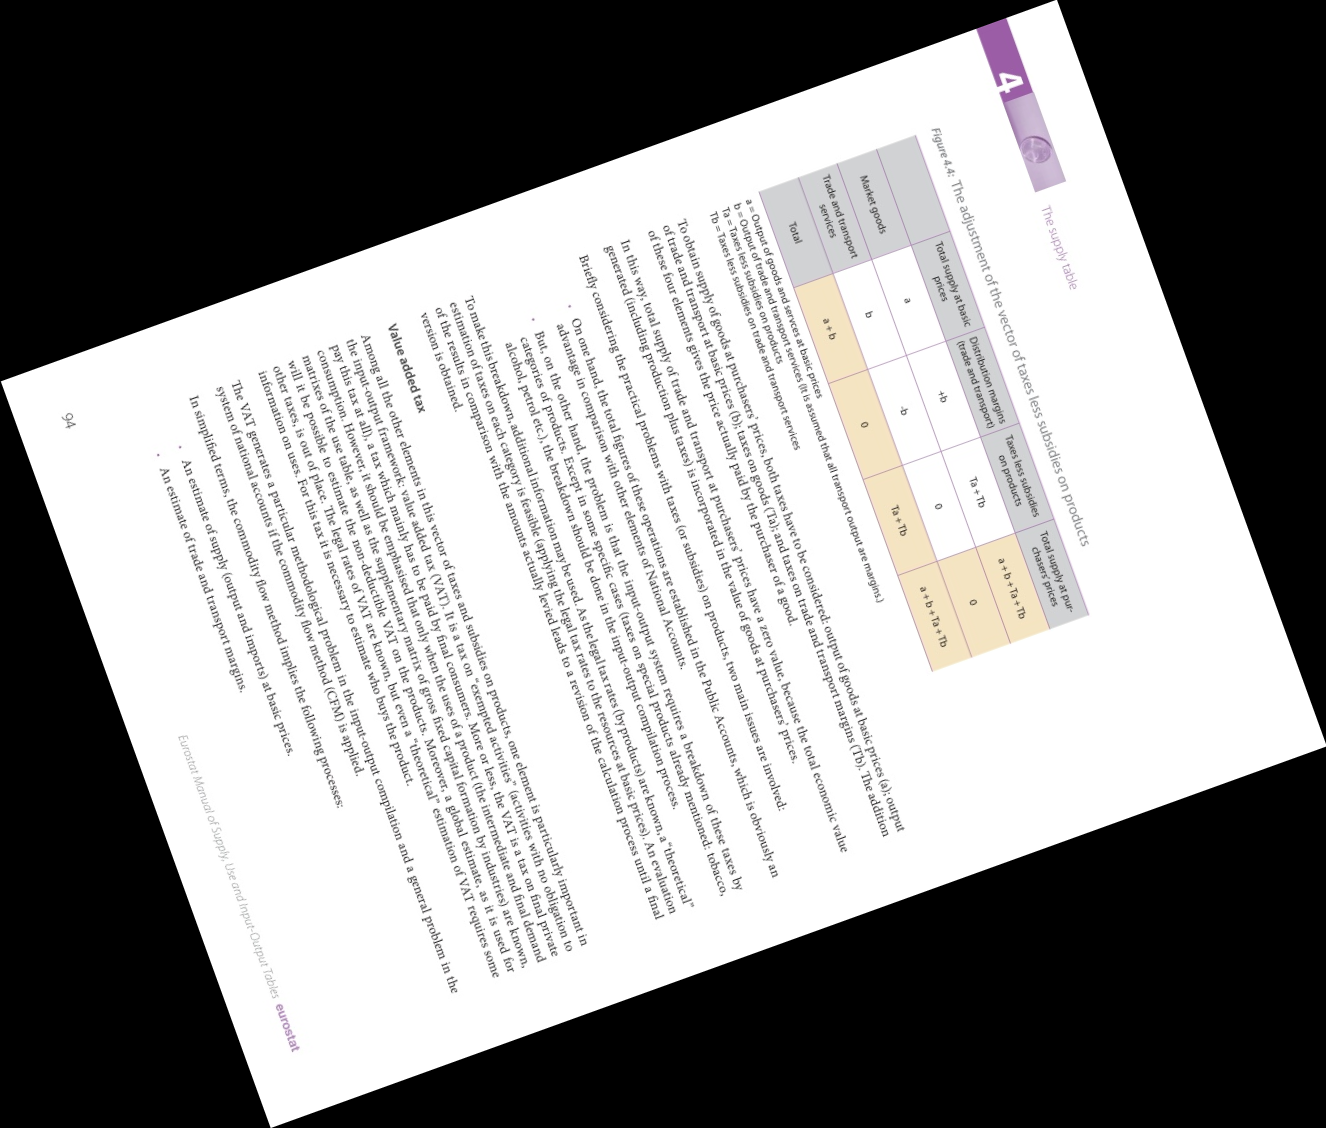 4
The supply table
Figure 4.4: The adjustment of the vector of taxes less subsidies on products
Total supply at basic
prices
Distribution margins
(trade and transport)
Taxes less subsidies
on products
Total supply at pur-
chasers' prices
Market goods
a
+b
Ta + Tb
a + b + Ta + Tb
Trade and transport
services
b
-b
0
0
Total
a + b
0
Ta + Tb
a + b + Ta + Tb
a = Output of goods and servces at basic prices
b = Output of trade and transport services (It is assumed that all transport output are margins.)
Ta = Taxes less subsidies on products
Tb = Taxes less subsidies on trade and transport services
To obtain supply of goods at purchasers' prices, both taxes have to be considered: output of goods at basic prices (a); output
of trade and transport at basic prices (b); taxes on goods (Ta); and taxes on trade and transport margins (Tb). The addition
of these four elements gives the price actually paid by the purchaser of a good.
In this way, total supply of trade and transport at purchasers' prices have a zero value, because the total economic value
generated (including production plus taxes) is incorporated in the value of goods at purchasers' prices.
Briefly considering the practical problems with taxes (or subsidies) on products, two main issues are involved:
• On one hand, the total figures of these operations are established in the Public Accounts, which is obviously an
advantage in comparison with other elements of National Accounts.
• But, on the other hand, the problem is that the input-output system requires a breakdown of these taxes by
categories of products. Except in some specific cases (taxes on special products already mentioned: tobacco,
alcohol, petrol etc.), the breakdown should be done in the input-output compilation process.
To make this breakdown, additional information may be used. As the legal tax rates (by products) are known, a "theoretical"
estimation of taxes on each category is feasible (applying the legal tax rates to the resources at basic prices). An evaluation
of the results in comparison with the amounts actually levied leads to a revision of the calculation process until a final
version is obtained.
Value added tax
Among all the other elements in this vector of taxes and subsidies on products, one element is particularly important in
the input-output framework: value added tax (VAT). It is a tax on "exempted activities" (activities with no obligation to
pay this tax at all), a tax which mainly has to be paid by final consumers. More or less, the VAT is a tax on final private
consumption. However, it should be emphasised that only when the uses of a product (the intermediate and final demand
matrixes of the use table, as well as the supplementary matrix of gross fixed capital formation by industries) are known,
will it be possible to estimate the non-deductible VAT on the products. Moreover, a global estimate, as it is used for
other taxes, is out of place. The legal rates of VAT are known, but even a "theoretical" estimation of VAT requires some
information on uses. For this tax it is necessary to estimate who buys the product.
The VAT generates a particular methodological problem in the input-output compilation and a general problem in the
system of national accounts if the commodity flow method (CFM) is applied.
In simplified terms, the commodity flow method implies the following processes:
• An estimate of supply (output and imports) at basic prices.
• An estimate of trade and transport margins.
94
Eurostat Manual of Supply, Use and Input-Output Tables eurostat